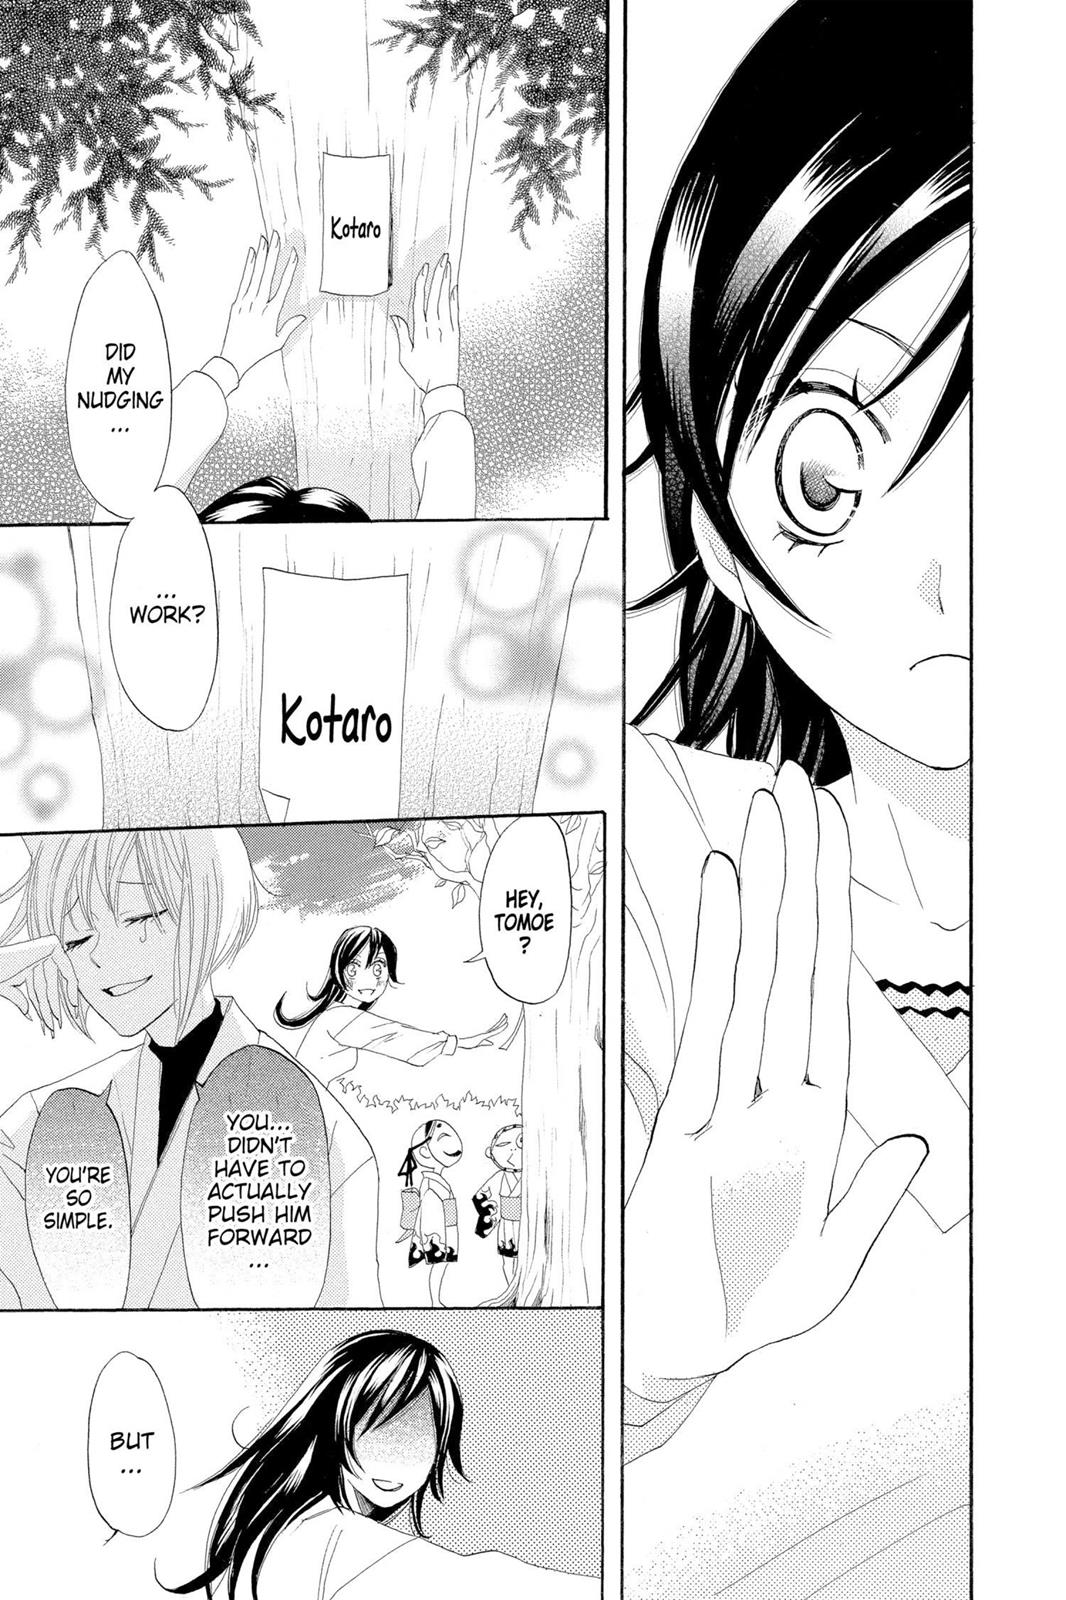 Kotaro
DID
MY
NUDGING
...
...
WORK?
Kotaro
HEY,
TOMOE
?
YOU...
DIDN'T
HAVE TO
ACTUALLY
PUSH HIM
FORWARD
...
YOU'RE
SO
SIMPLE.
BUT
...